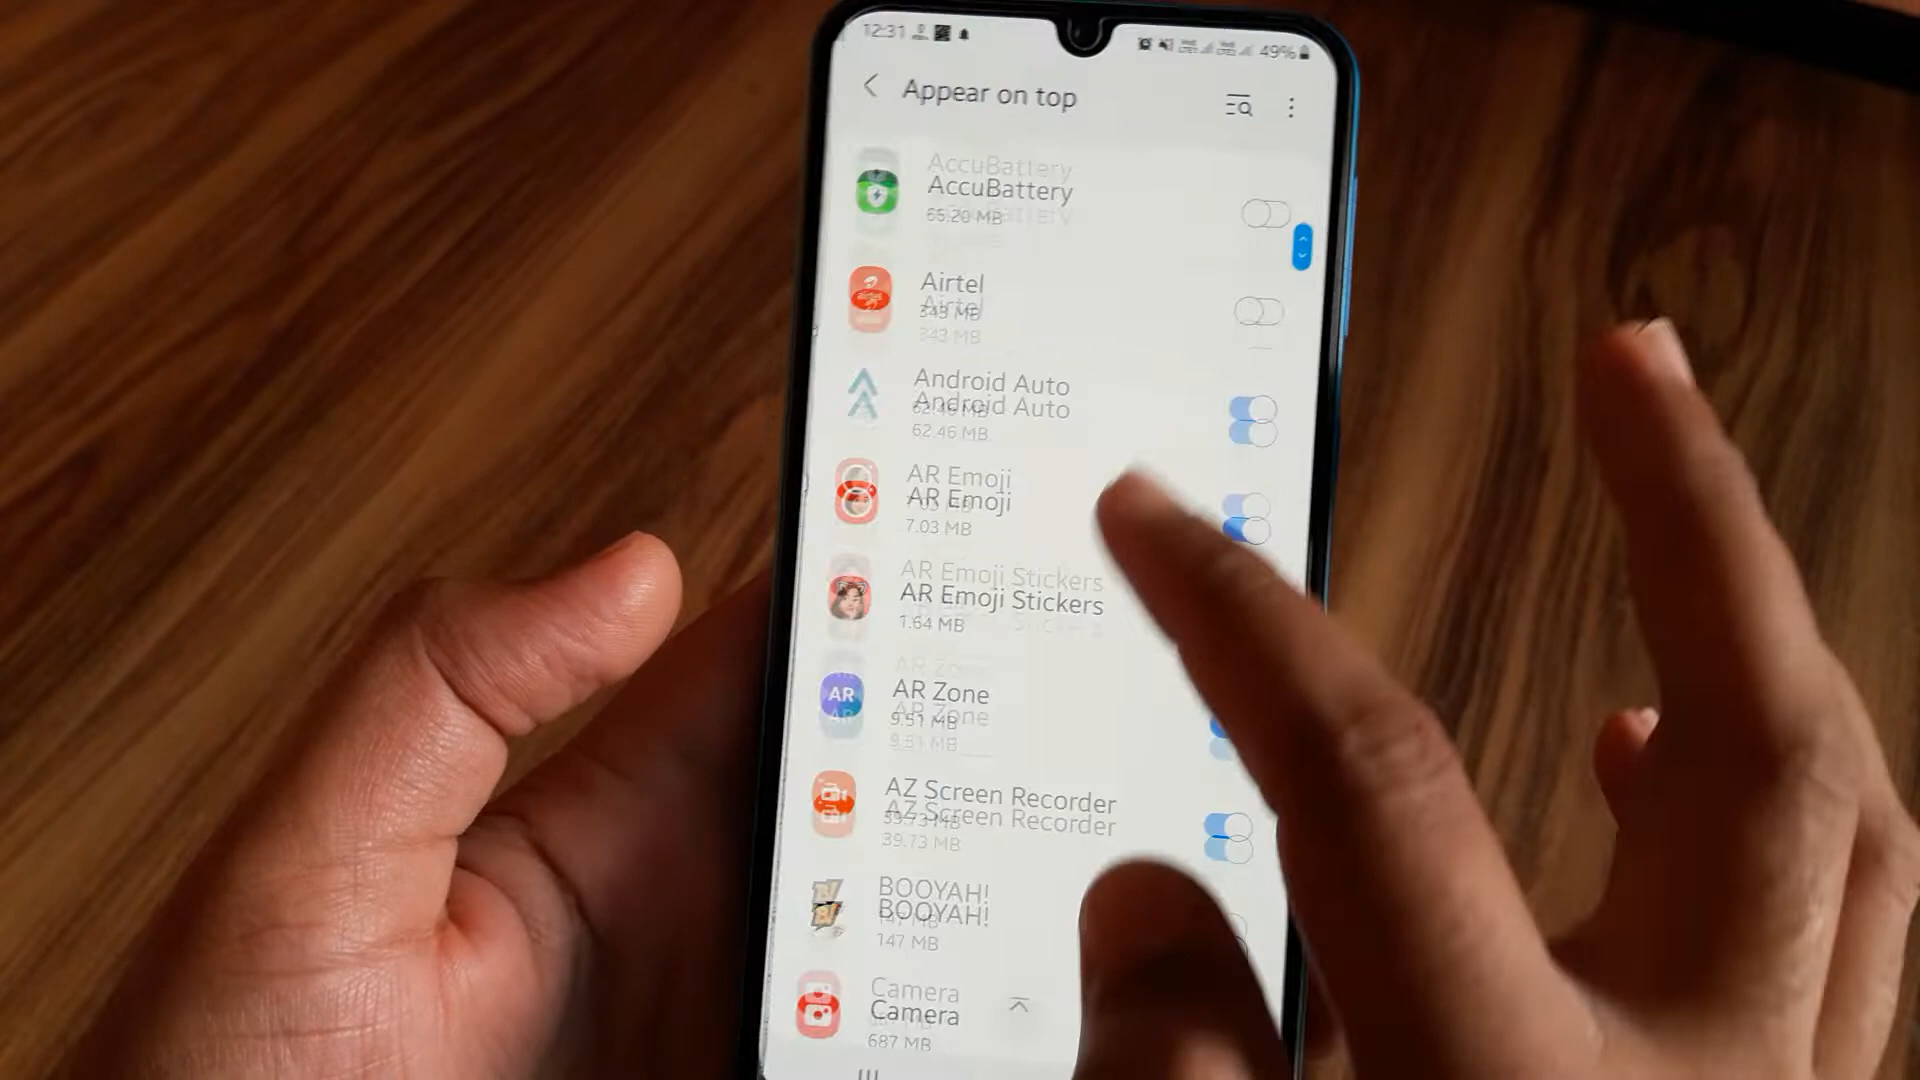 12:31 49%
Appear on top
AccuBattery
65.20 MB
Airtel
343 MB
Android Auto
62.46 MB
AR Emoji
7.03 MB
AR Emoji Stickers
1.64 MB
AR
AR Zone
9.51 MB
AZ Screen Recorder
39.73 MB
BOOYAH!
147 MB
Camera
687 MB